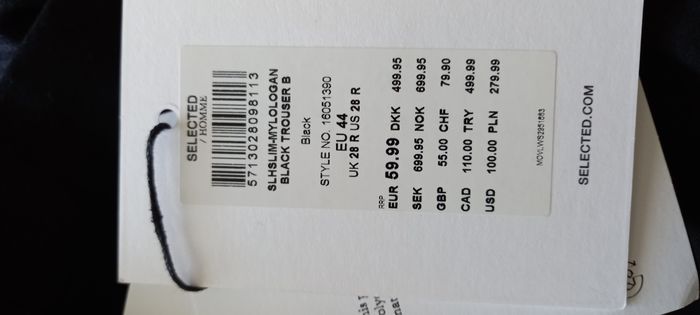 SELECTED
/ HOMME
5713028098113
SLHSLIM-MYLOLOGAN
BLACK TROUSER B
Black
STYLE NO. 16051390
EU 44
UK 28 R US 28 R
RRP
EUR 59.99 DKK 499.95
SEK 699.95 NOK 699.95
GBP 55.00 CHF 79.90
CAD 110.00 TRY 499.99
USD 100.00 PLN 279.99
SELECTED.COM